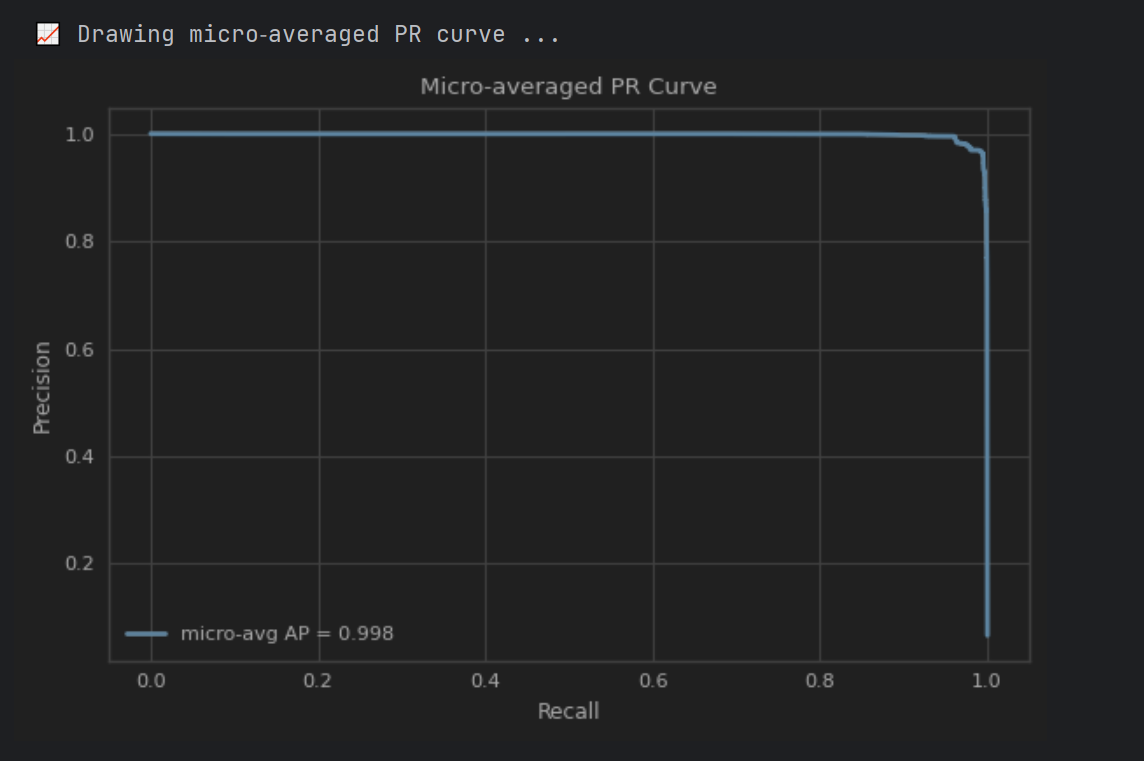 📈 Drawing micro-averaged PR curve ...
Micro-averaged PR Curve
1.0
0.8
0.6
0.4
0.2
Precision
micro-avg AP = 0.998
0.0 0.2 0.4 0.6 0.8 1.0
Recall